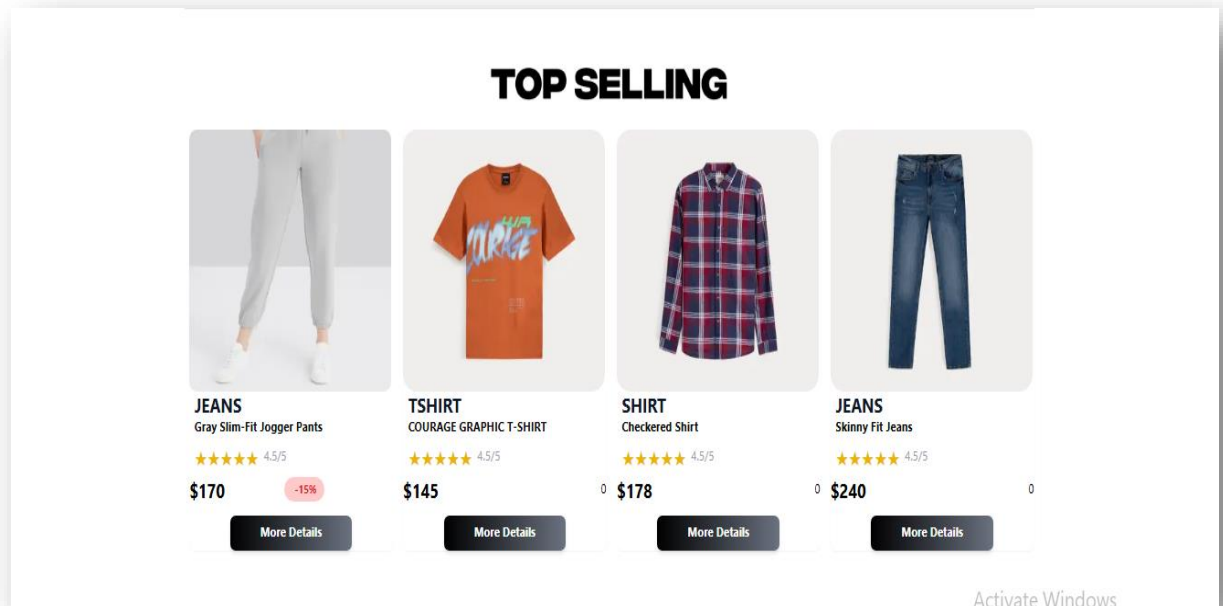 TOP SELLING
COURAGE
JEANS
Gray Slim-Fit Jogger Pants
4.5/5
$170
-15%
More Details
TSHIRT
COURAGE GRAPHIC T-SHIRT
4.5/5
$145
0
More Details
SHIRT
Checkered Shirt
4.5/5
$178
0
More Details
JEANS
Skinny Fit Jeans
4.5/5
$240
0
More Details
Activate Windows